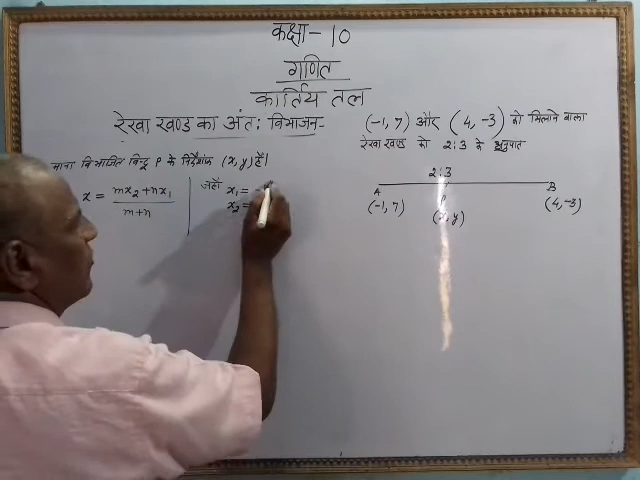 कक्षा - 10
गणित
कार्तिय तल
रेखा खण्ड का अंतः विभाजन-
(-1, 7) और (4, -3) को मिलाने वाला
रेखा खण्ड को 2:3 के अनुपात
माना विभाजित बिन्दु P के निर्देशांक (x, y) हैं।
x = mx₂+nx₁ / m+n
जहाँ x₁ = -
x₂ =
2:3
A P B
(-1, 7) (x, y) (4, -3)